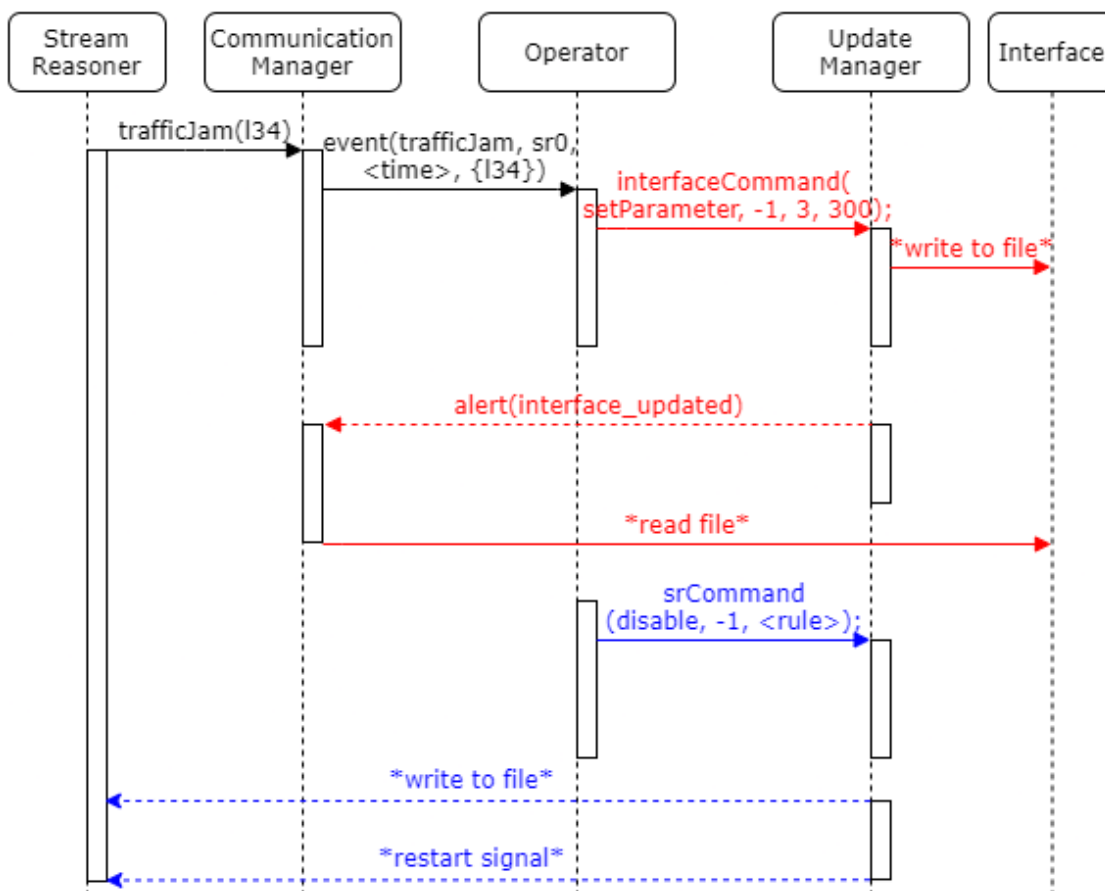 Stream
Reasoner
Communication
Manager
Operator
Update
Manager
Interface
trafficJam(l34)
event(trafficJam, sr0,
<time>, {l34})
interfaceCommand(
setParameter, -1, 3, 300);
*write to file*
alert(interface_updated)
*read file*
srCommand
(disable, -1, <rule>);
*write to file*
*restart signal*